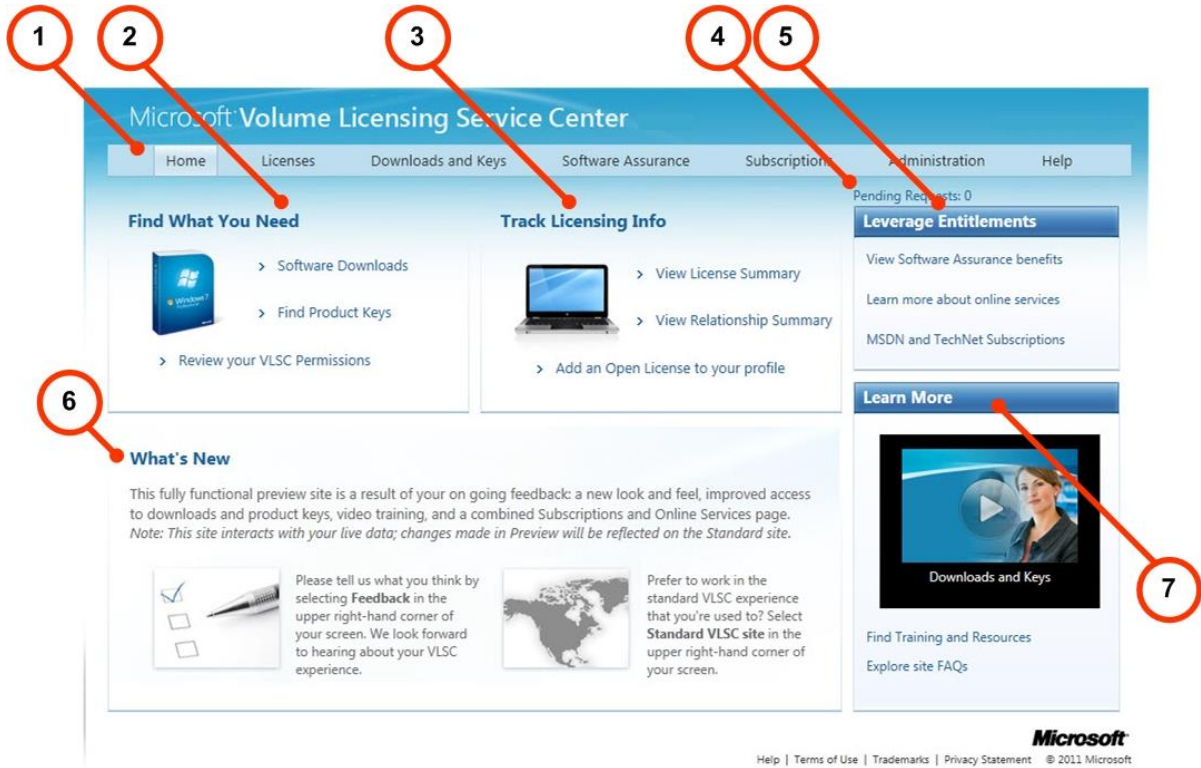 1
2
3
4
5
Microsoft Volume Licensing Service Center
Home Licenses Downloads and Keys Software Assurance Subscriptions Administration Help
Pending Requests: 0
Find What You Need
Software Downloads
Find Product Keys
Review your VLSC Permissions
Windows 7
Track Licensing Info
View License Summary
View Relationship Summary
Add an Open License to your profile
Leverage Entitlements
View Software Assurance benefits
Learn more about online services
MSDN and TechNet Subscriptions
6
What's New
This fully functional preview site is a result of your on going feedback: a new look and feel, improved access
to downloads and product keys, video training, and a combined Subscriptions and Online Services page.
Note: This site interacts with your live data; changes made in Preview will be reflected on the Standard site.
Please tell us what you think by
selecting Feedback in the
upper right-hand corner of
your screen. We look forward
to hearing about your VLSC
experience.
Prefer to work in the
standard VLSC experience
that you're used to? Select
Standard VLSC site in the
upper right-hand corner of
your screen.
Learn More
Downloads and Keys
7
Find Training and Resources
Explore site FAQs
Microsoft
Help | Terms of Use | Trademarks | Privacy Statement © 2011 Microsoft